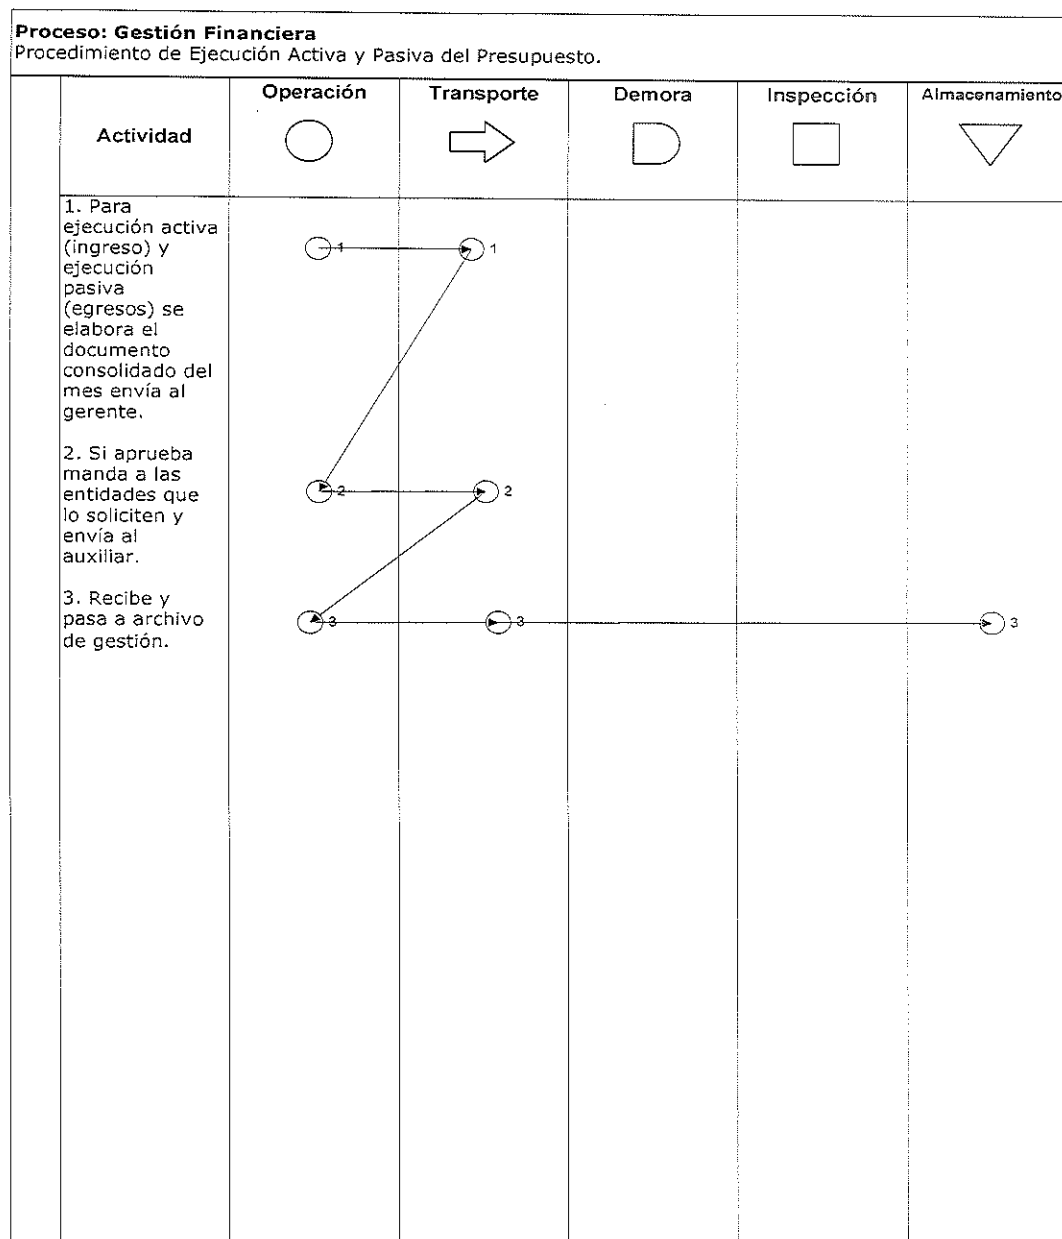 Proceso: Gestión Financiera
Procedimiento de Ejecución Activa y Pasiva del Presupuesto.
Actividad
Operación
Transporte
Demora
Inspección
Almacenamiento
1. Para
ejecución activa
(ingreso) y
ejecución
pasiva
(egresos) se
elabora el
documento
consolidado del
mes envía al
gerente.
1
1
2. Si aprueba
manda a las
entidades que
lo soliciten y
envía al
auxiliar.
2
2
3. Recibe y
pasa a archivo
de gestión.
3
3
3